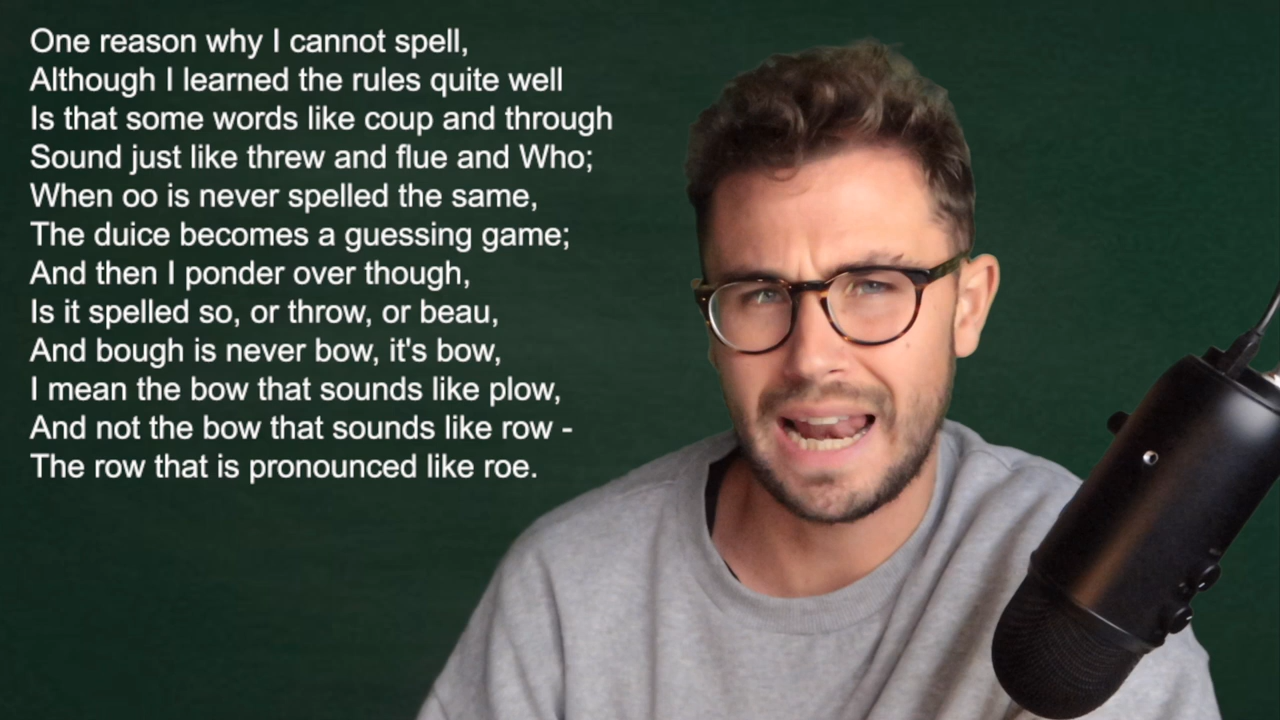 One reason why I cannot spell,
Although I learned the rules quite well
Is that some words like coup and through
Sound just like threw and flue and Who;
When oo is never spelled the same,
The duice becomes a guessing game;
And then I ponder over though,
Is it spelled so, or throw, or beau,
And bough is never bow, it's bow,
I mean the bow that sounds like plow,
And not the bow that sounds like row -
The row that is pronounced like roe.